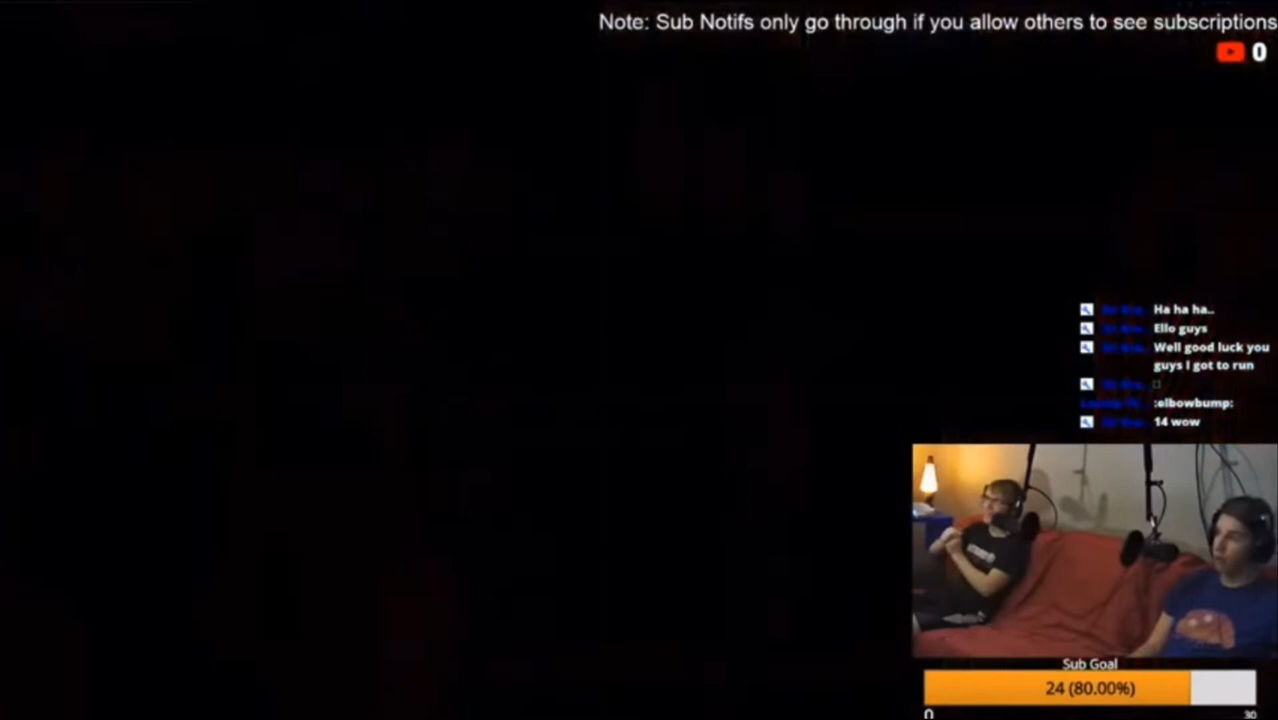 Note: Sub Notifs only go through if you allow others to see subscriptions
0
Ha ha ha..
Ello guys
Well good luck you
guys I got to run
:elbowbump:
14 wow
Sub Goal
24 (80.00%)
0
30